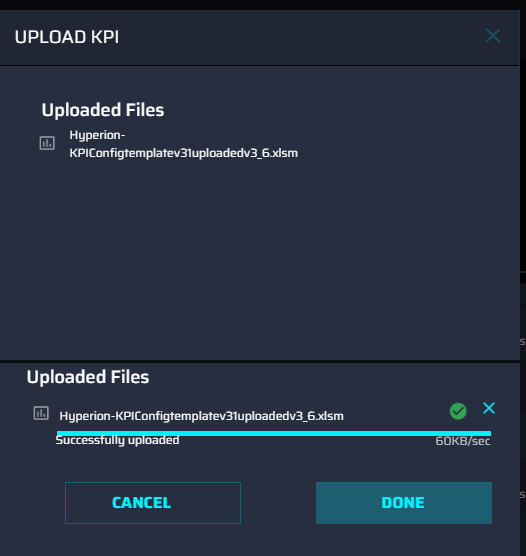 UPLOAD KPI
Uploaded Files
Hyperion-
KPIConfigtemplatev31uploadedv3_6.xlsm
s
Uploaded Files
Hyperion-KPIConfigtemplatev31uploadedv3_6.xlsm
Successfully uploaded
60KB/sec
s
CANCEL
DONE